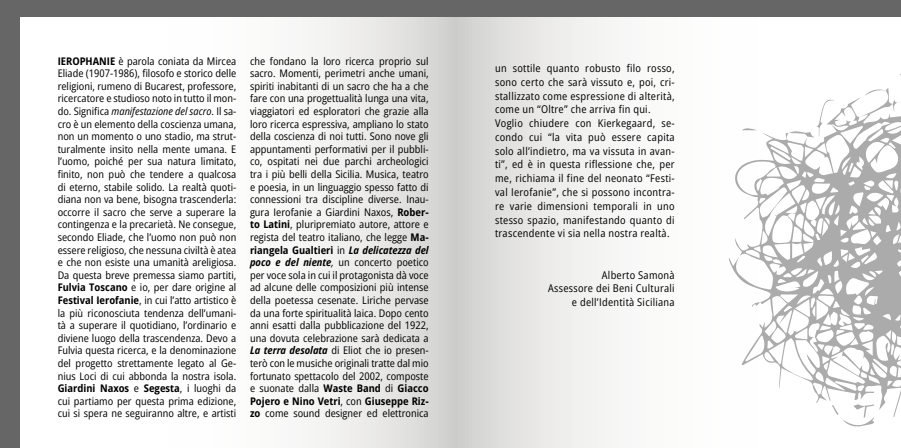 IEROPHANIE è parola coniata da Mircea
Eliade (1907-1986), filosofo e storico delle
religioni, rumeno di Bucarest, professore,
ricercatore e studioso noto in tutto il mon-
do. Significa manifestazione del sacro. Il sa-
cro è un elemento della coscienza umana,
non un momento o uno stadio, ma strut-
turalmente insito nella mente umana. E
l'uomo, poiché per sua natura limitato,
finito, non può che tendere a qualcosa
di eterno, stabile solido. La realtà quoti-
diana non va bene, bisogna trascenderla:
occorre il sacro che serve a superare la
contingenza e la precarietà. Ne consegue,
secondo Eliade, che l'uomo non può non
essere religioso, che nessuna civiltà è atea
e che non esiste una umanità areligiosa.
Da questa breve premessa siamo partiti,
Fulvia Toscano e io, per dare origine al
Festival Ierofanie, in cui l'atto artistico è
la più riconosciuta tendenza dell'umani-
tà a superare il quotidiano, l'ordinario e
diviene luogo della trascendenza. Devo a
Fulvia questa ricerca, e la denominazione
del progetto strettamente legato al Ge-
nius Loci di cui abbonda la nostra isola.
Giardini Naxos e Segesta, i luoghi da
cui partiamo per questa prima edizione,
cui si spera ne seguiranno altre, e artisti
che fondano la loro ricerca proprio sul
sacro. Momenti, perimetri anche umani,
spiriti inabitanti di un sacro che ha a che
fare con una progettualità lunga una vita,
viaggiatori ed esploratori che grazie alla
loro ricerca espressiva, ampliano lo stato
della coscienza di noi tutti. Sono nove gli
appuntamenti performativi per il pubbli-
co, ospitati nei due parchi archeologici
tra i più belli della Sicilia. Musica, teatro
e poesia, in un linguaggio spesso fatto di
connessioni tra discipline diverse. Inau-
gura Ierofanie a Giardini Naxos, Rober-
to Latini, pluripremiato autore, attore e
regista del teatro italiano, che legge Ma-
riangela Gualtieri in La delicatezza del
poco e del niente, un concerto poetico
per voce sola in cui il protagonista dà voce
ad alcune delle composizioni più intense
della poetessa cesenate. Liriche pervase
da una forte spiritualità laica. Dopo cento
anni esatti dalla pubblicazione del 1922,
una dovuta celebrazione sarà dedicata a
La terra desolata di Eliot che io presen-
terò con le musiche originali tratte dal mio
fortunato spettacolo del 2002, composte
e suonate dalla Waste Band di Giacco
Pojero e Nino Vetri, con Giuseppe Riz-
zo come sound designer ed elettronica
un sottile quanto robusto filo rosso,
sono certo che sarà vissuto e, poi, cri-
stallizzato come espressione di alterità,
come un "Oltre" che arriva fin qui.
Voglio chiudere con Kierkegaard, se-
condo cui "la vita può essere capita
solo all'indietro, ma va vissuta in avan-
ti", ed è in questa riflessione che, per
me, richiama il fine del neonato "Festi-
val Ierofanie", che si possono incontra-
re varie dimensioni temporali in uno
stesso spazio, manifestando quanto di
trascendente vi sia nella nostra realtà.
Alberto Samonà
Assessore dei Beni Culturali
e dell'Identità Siciliana